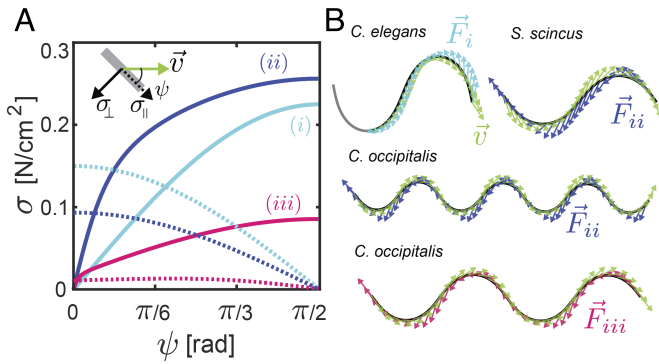 A
0.3
0.2
0.1
0
σ [N/cm²]
v⃗
ψ
σ⊥
σ∥
(ii)
(i)
(iii)
0
π/6
π/3
π/2
ψ [rad]
B
C. elegans
F⃗i
v⃗
S. scincus
F⃗ii
C. occipitalis
F⃗ii
C. occipitalis
F⃗iii